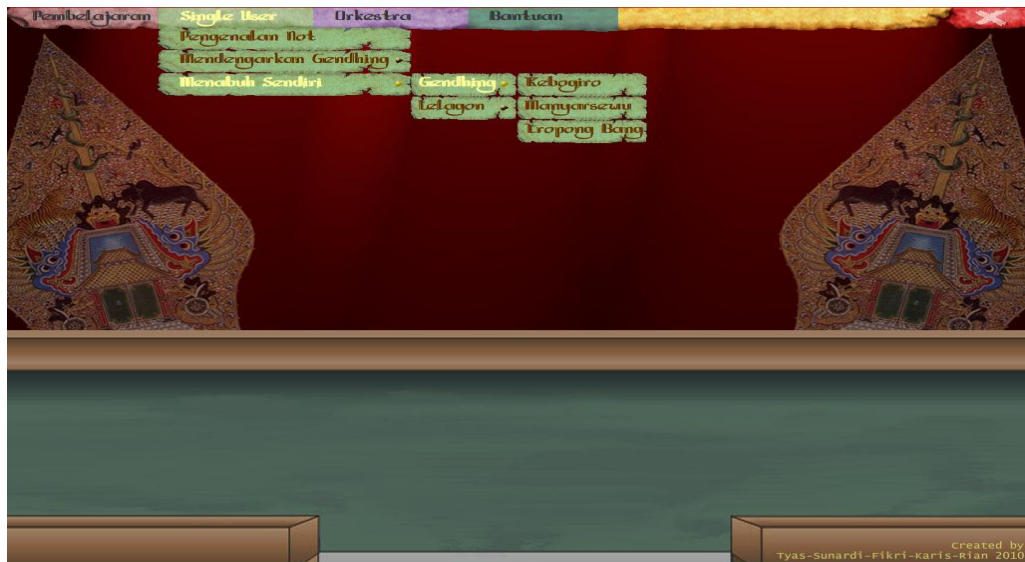 Pembelajaran Single User Orkestra Bantuan
Pengenalan Not
Mendengarkan Gendhing
Menabuh Sendiri Gendhing Kebogiro
Lelagon Manyarsewu
Tropong Bang
Created by
Tyas-Sunardi-Fikri-Karis-Rian 2010